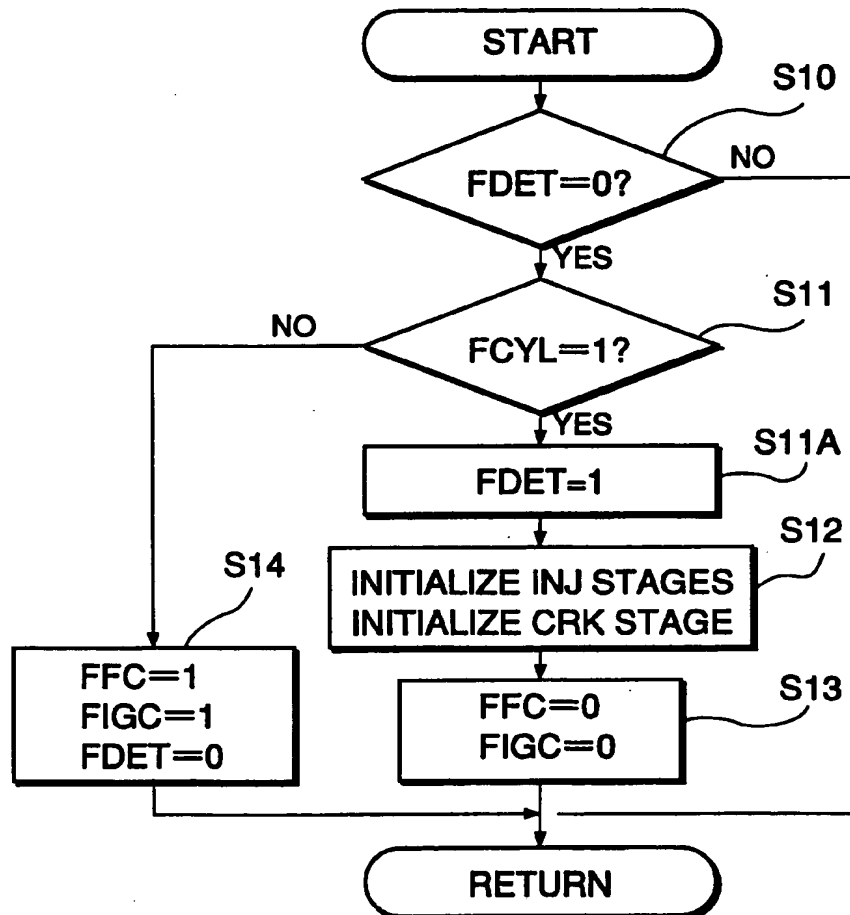 START
S10
FDET=0?
NO
YES
S11
NO
FCYL=1?
YES
S11A
FDET=1
S12
INITIALIZE INJ STAGES
INITIALIZE CRK STAGE
S14
FFC=1
FIGC=1
FDET=0
S13
FFC=0
FIGC=0
RETURN